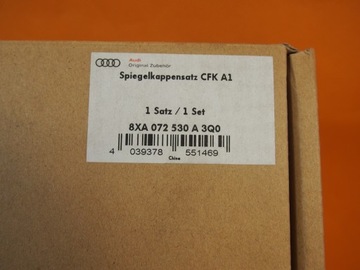 Audi
Original Zubehör
Spiegelkappensatz CFK A1
1 Satz / 1 Set
8XA 072 530 A 3Q0
4 039378 551469
China